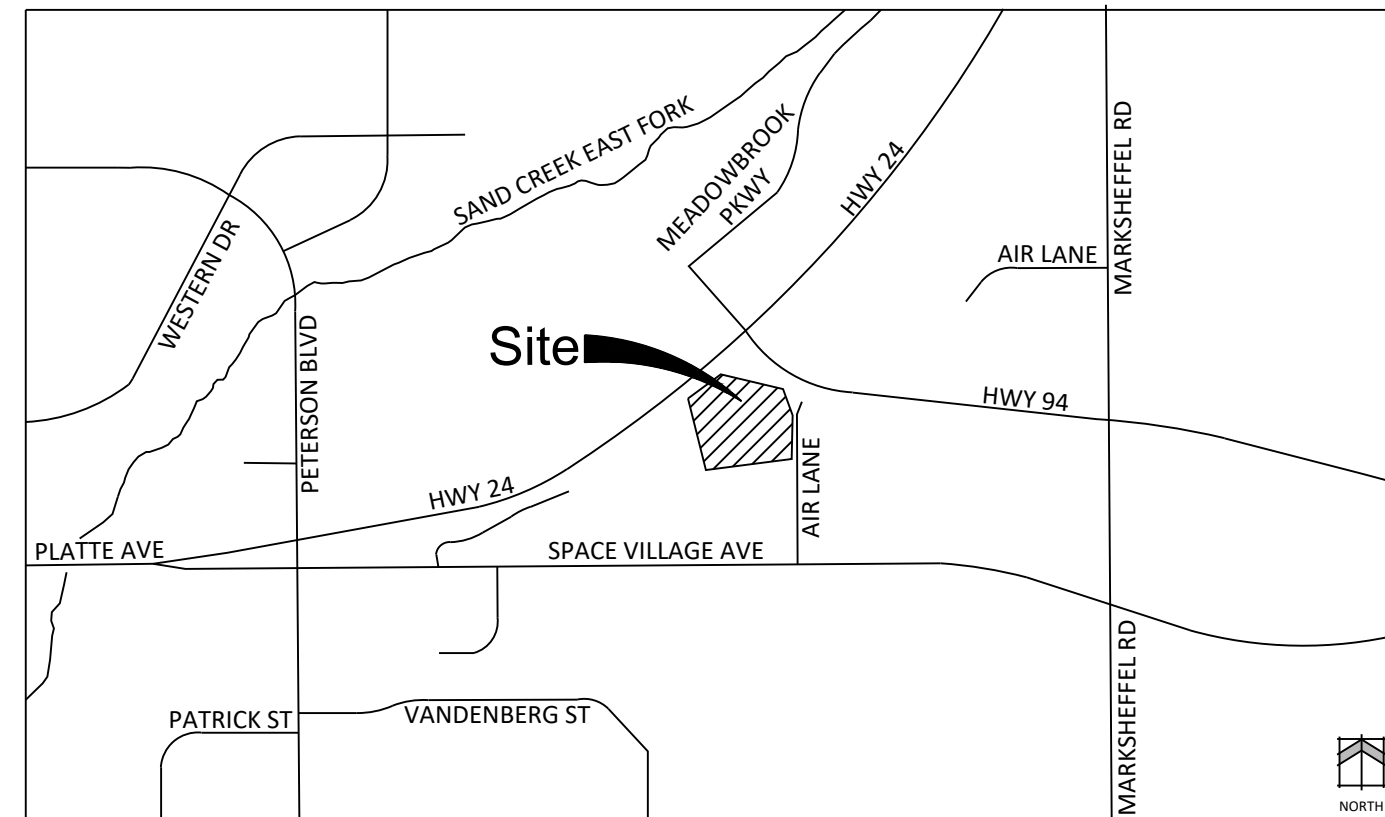 SAND CREEK EAST FORK
MEADOWBROOK
PKWY
HWY 24
MARKSHEFFEL RD
WESTERN DR
AIR LANE
PETERSON BLVD
Site
HWY 94
HWY 24
AIR LANE
PLATTE AVE
SPACE VILLAGE AVE
MARKSHEFFEL RD
PATRICK ST
VANDENBERG ST
NORTH